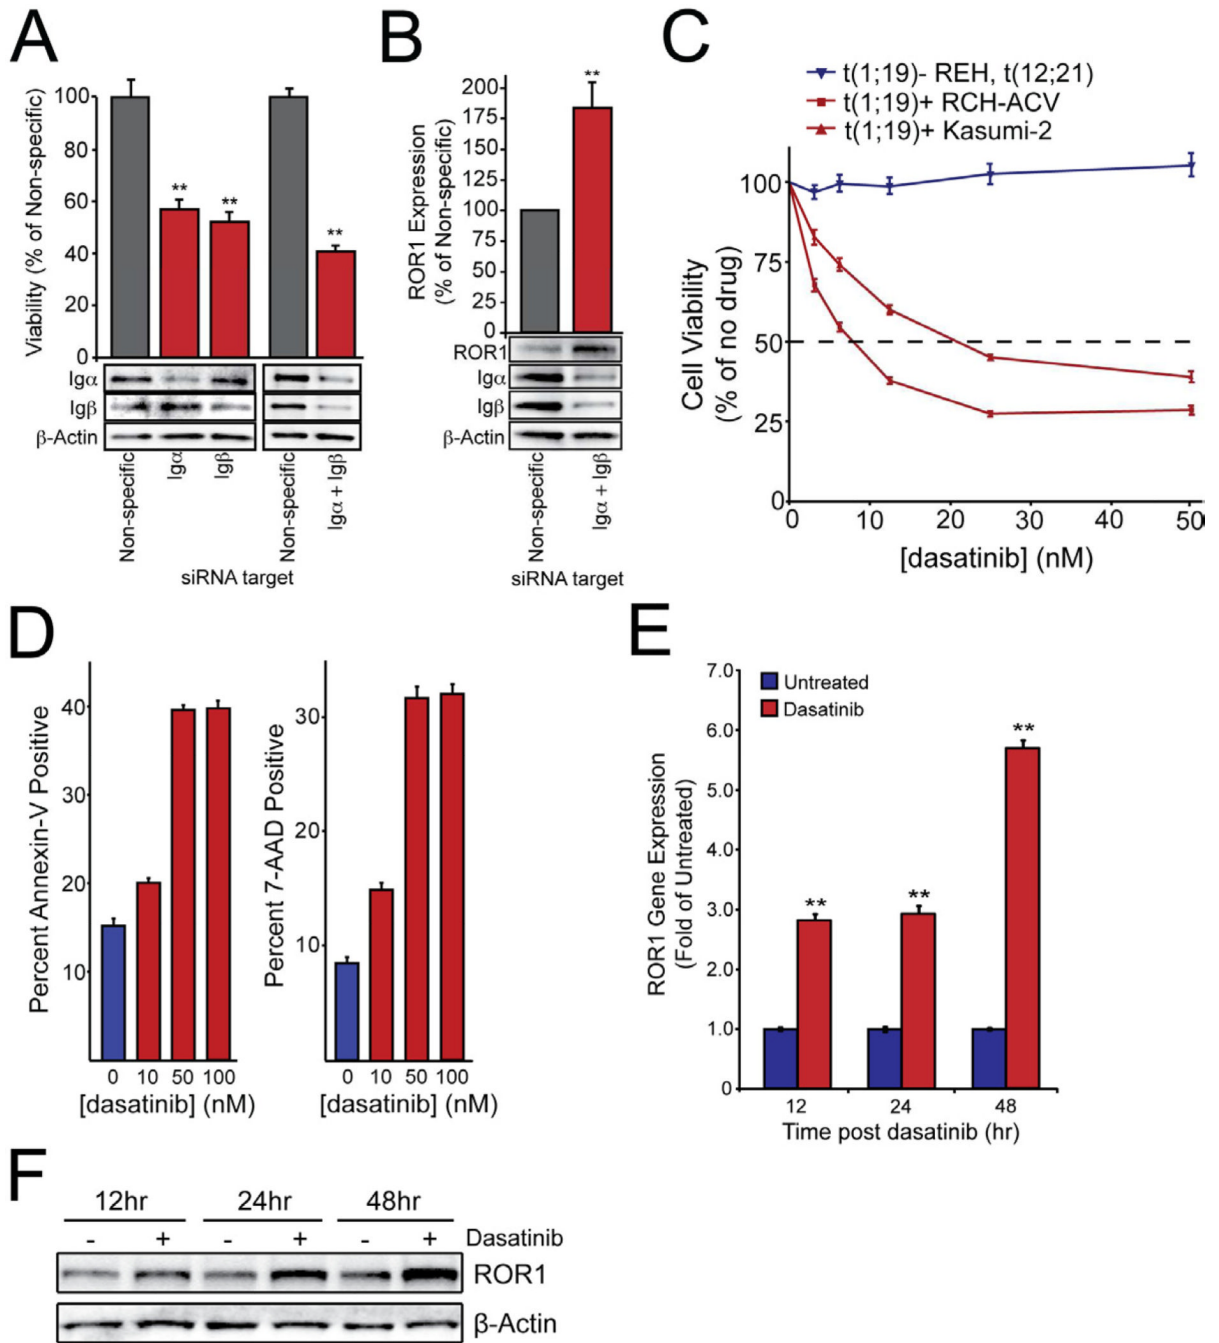 A
Viability (% of Non-specific)
100
80
60
40
20
0
**
**
**
Igα
Igβ
β-Actin
Non-specific
Igα
Igβ
Non-specific
Igα + Igβ
siRNA target
B
ROR1 Expression
(% of Non-specific)
200
175
150
125
100
75
50
25
0
**
ROR1
Igα
Igβ
β-Actin
Non-specific
Igα + Igβ
siRNA target
C
t(1;19)- REH, t(12;21)
t(1;19)+ RCH-ACV
t(1;19)+ Kasumi-2
Cell Viability
(% of no drug)
100
75
50
25
0
0 10 20 30 40 50
[dasatinib] (nM)
D
Percent Annexin-V Positive
40
30
20
10
0 10 50 100
[dasatinib] (nM)
Percent 7-AAD Positive
30
20
10
0 10 50 100
[dasatinib] (nM)
E
Untreated
Dasatinib
ROR1 Gene Expression
(Fold of Untreated)
7.0
6.0
5.0
4.0
3.0
2.0
1.0
0
**
**
**
12 24 48
Time post dasatinib (hr)
F
12hr 24hr 48hr
- + - + - + Dasatinib
ROR1
β-Actin